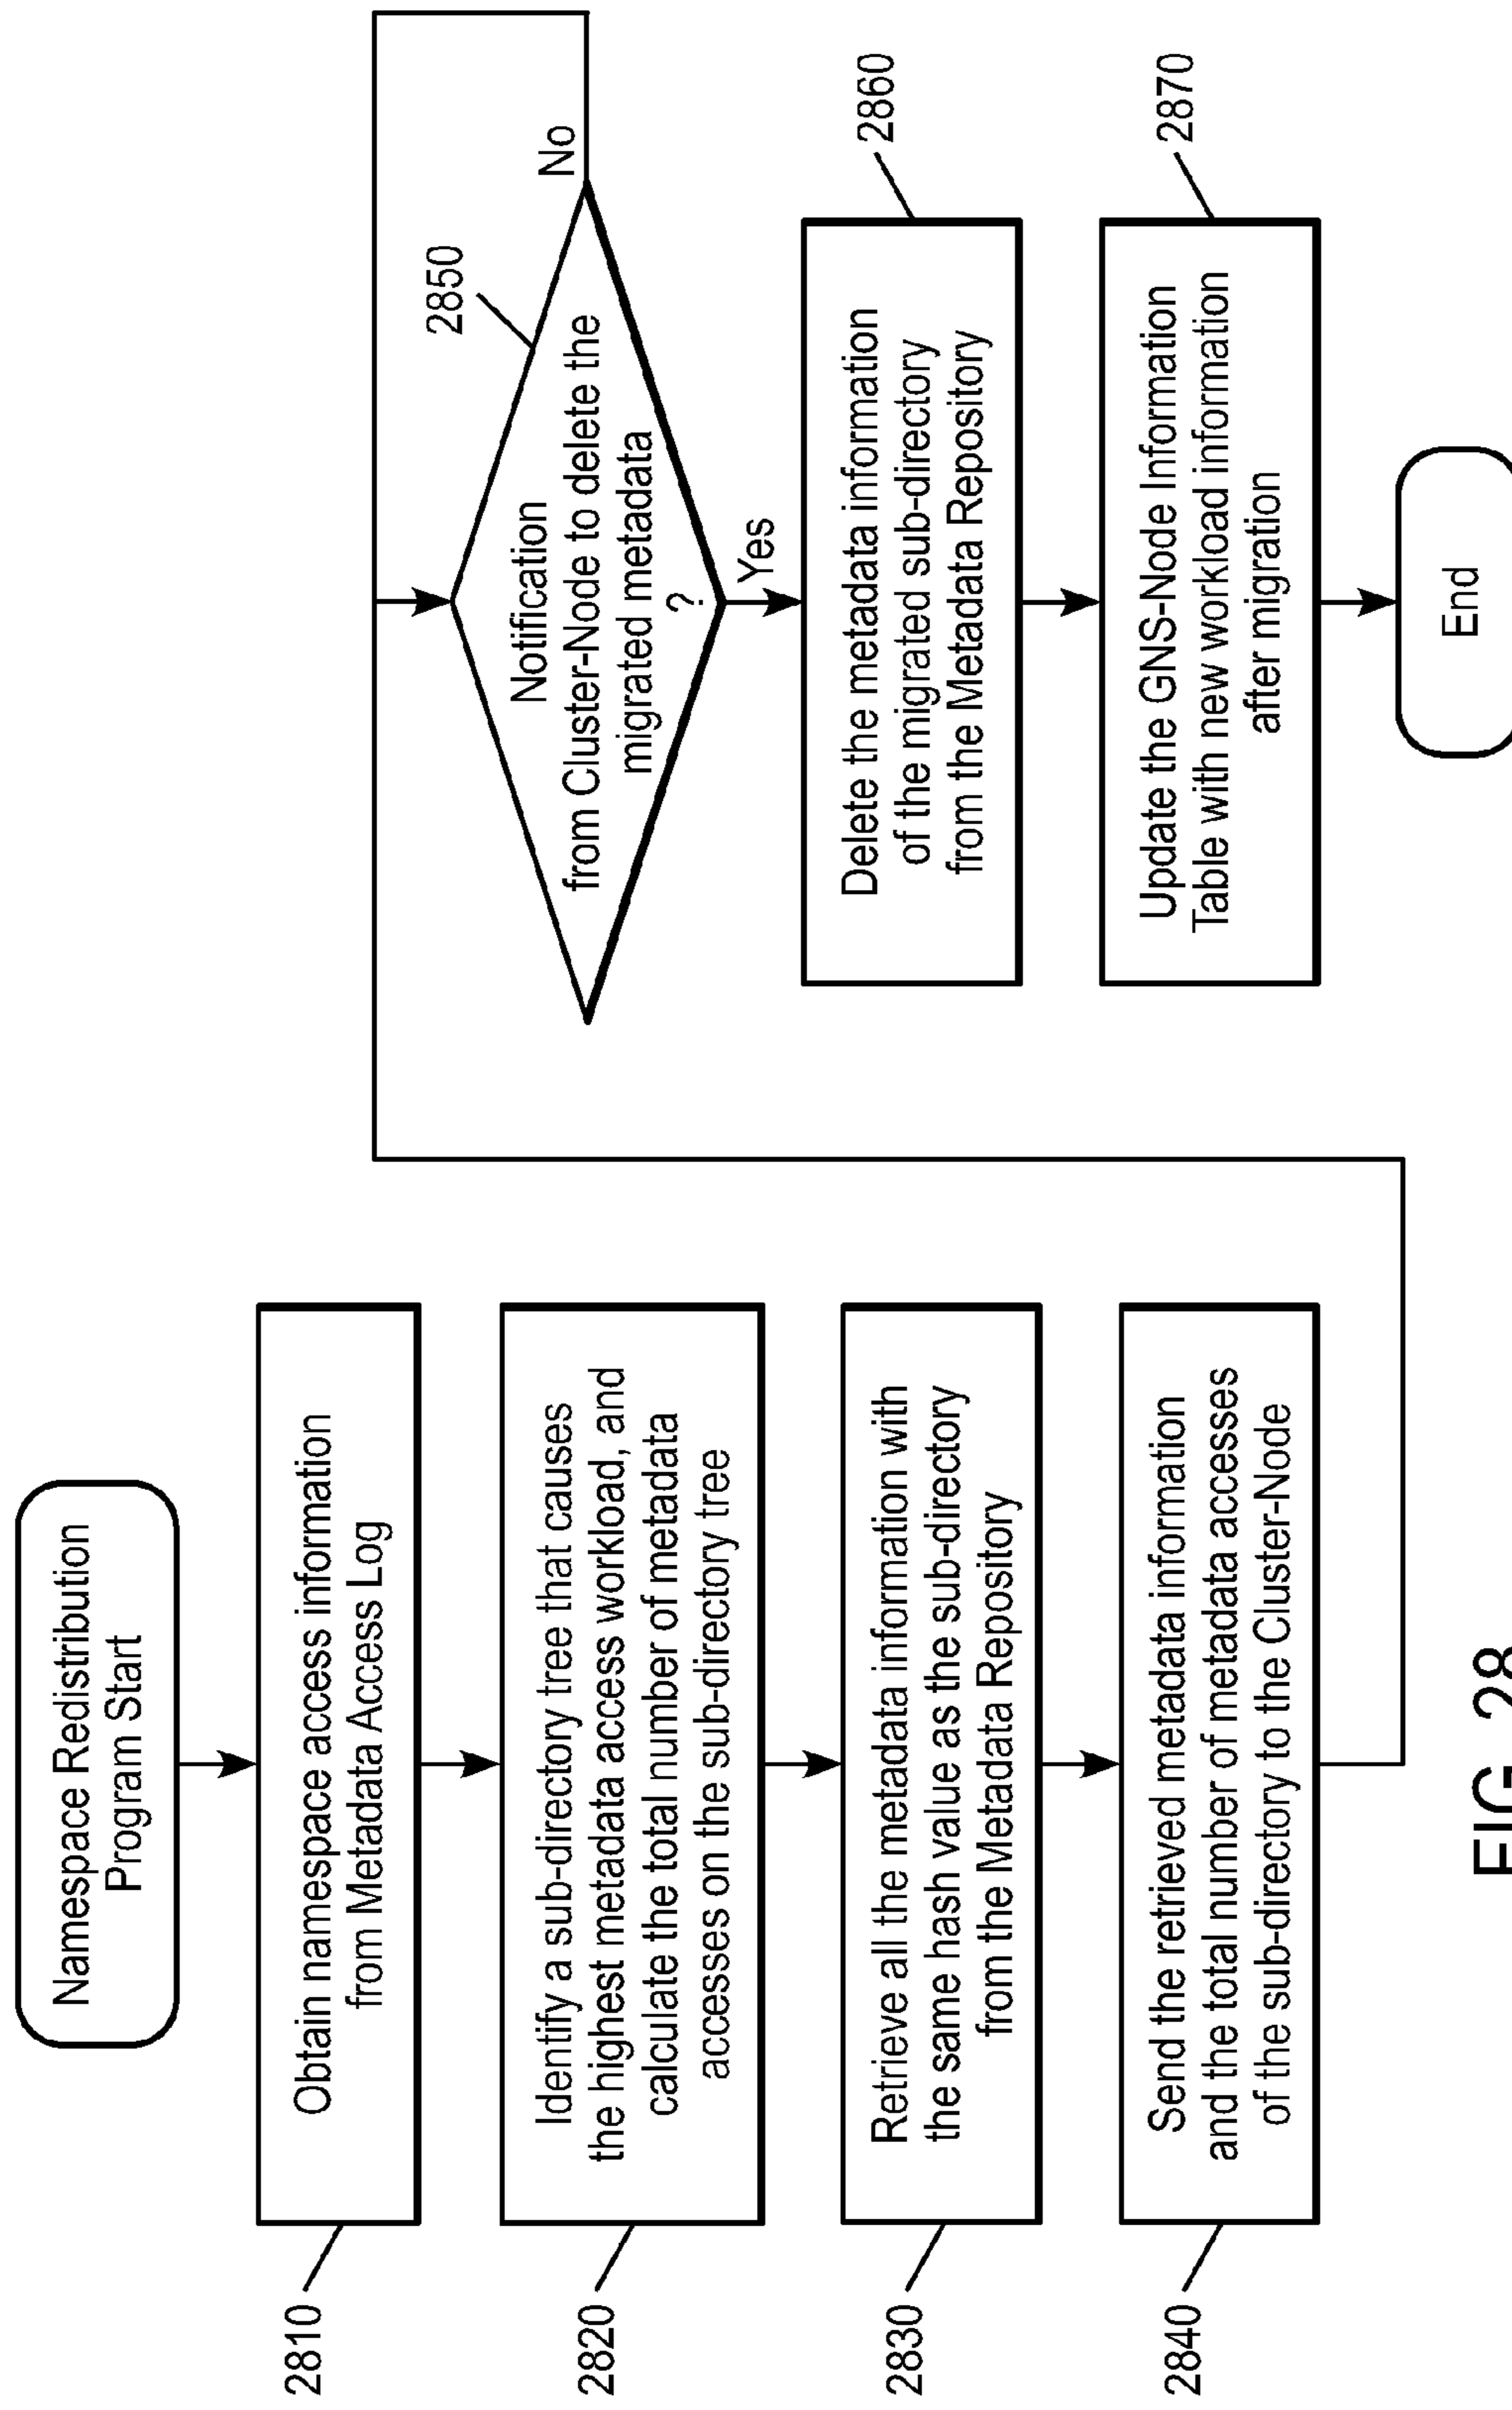 Namespace Redistribution
Program Start
2810
Obtain namespace access information
from Metadata Access Log
2820
Identify a sub-directory tree that causes
the highest metadata access workload, and
calculate the total number of metadata
accesses on the sub-directory tree
2830
Retrieve all the metadata information with
the same hash value as the sub-directory
from the Metadata Repository
2840
Send the retrieved metadata information
and the total number of metadata accesses
of the sub-directory to the Cluster-Node
2850
Notification
from Cluster-Node to delete the
migrated metadata
?
No
Yes
2860
Delete the metadata information
of the migrated sub-directory
from the Metadata Repository
2870
Update the GNS-Node Information
Table with new workload information
after migration
End
FIG. 28